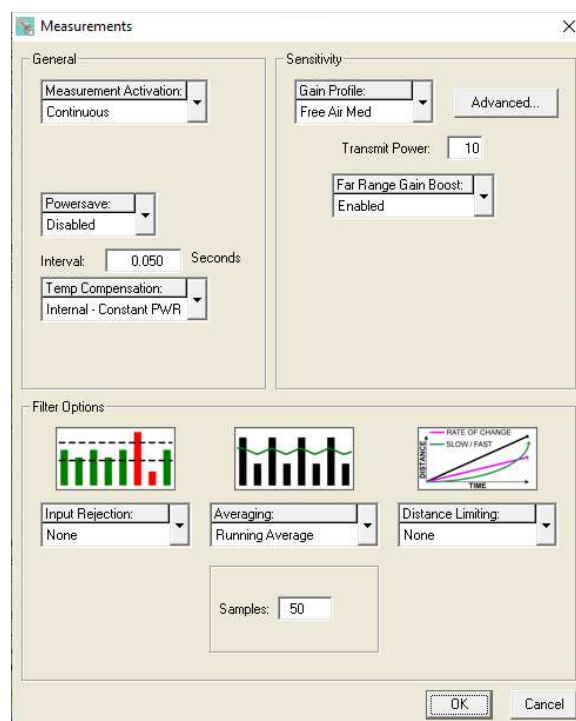 Measurements
General
Measurement Activation:
Continuous
Powersave:
Disabled
Interval: 0.050 Seconds
Temp Compensation:
Internal - Constant PWR
Sensitivity
Gain Profile:
Free Air Med
Advanced...
Transmit Power: 10
Far Range Gain Boost:
Enabled
Filter Options
RATE OF CHANGE
SLOW / FAST
DISTANCE
TIME
Input Rejection:
None
Averaging:
Running Average
Distance Limiting:
None
Samples: 50
OK Cancel